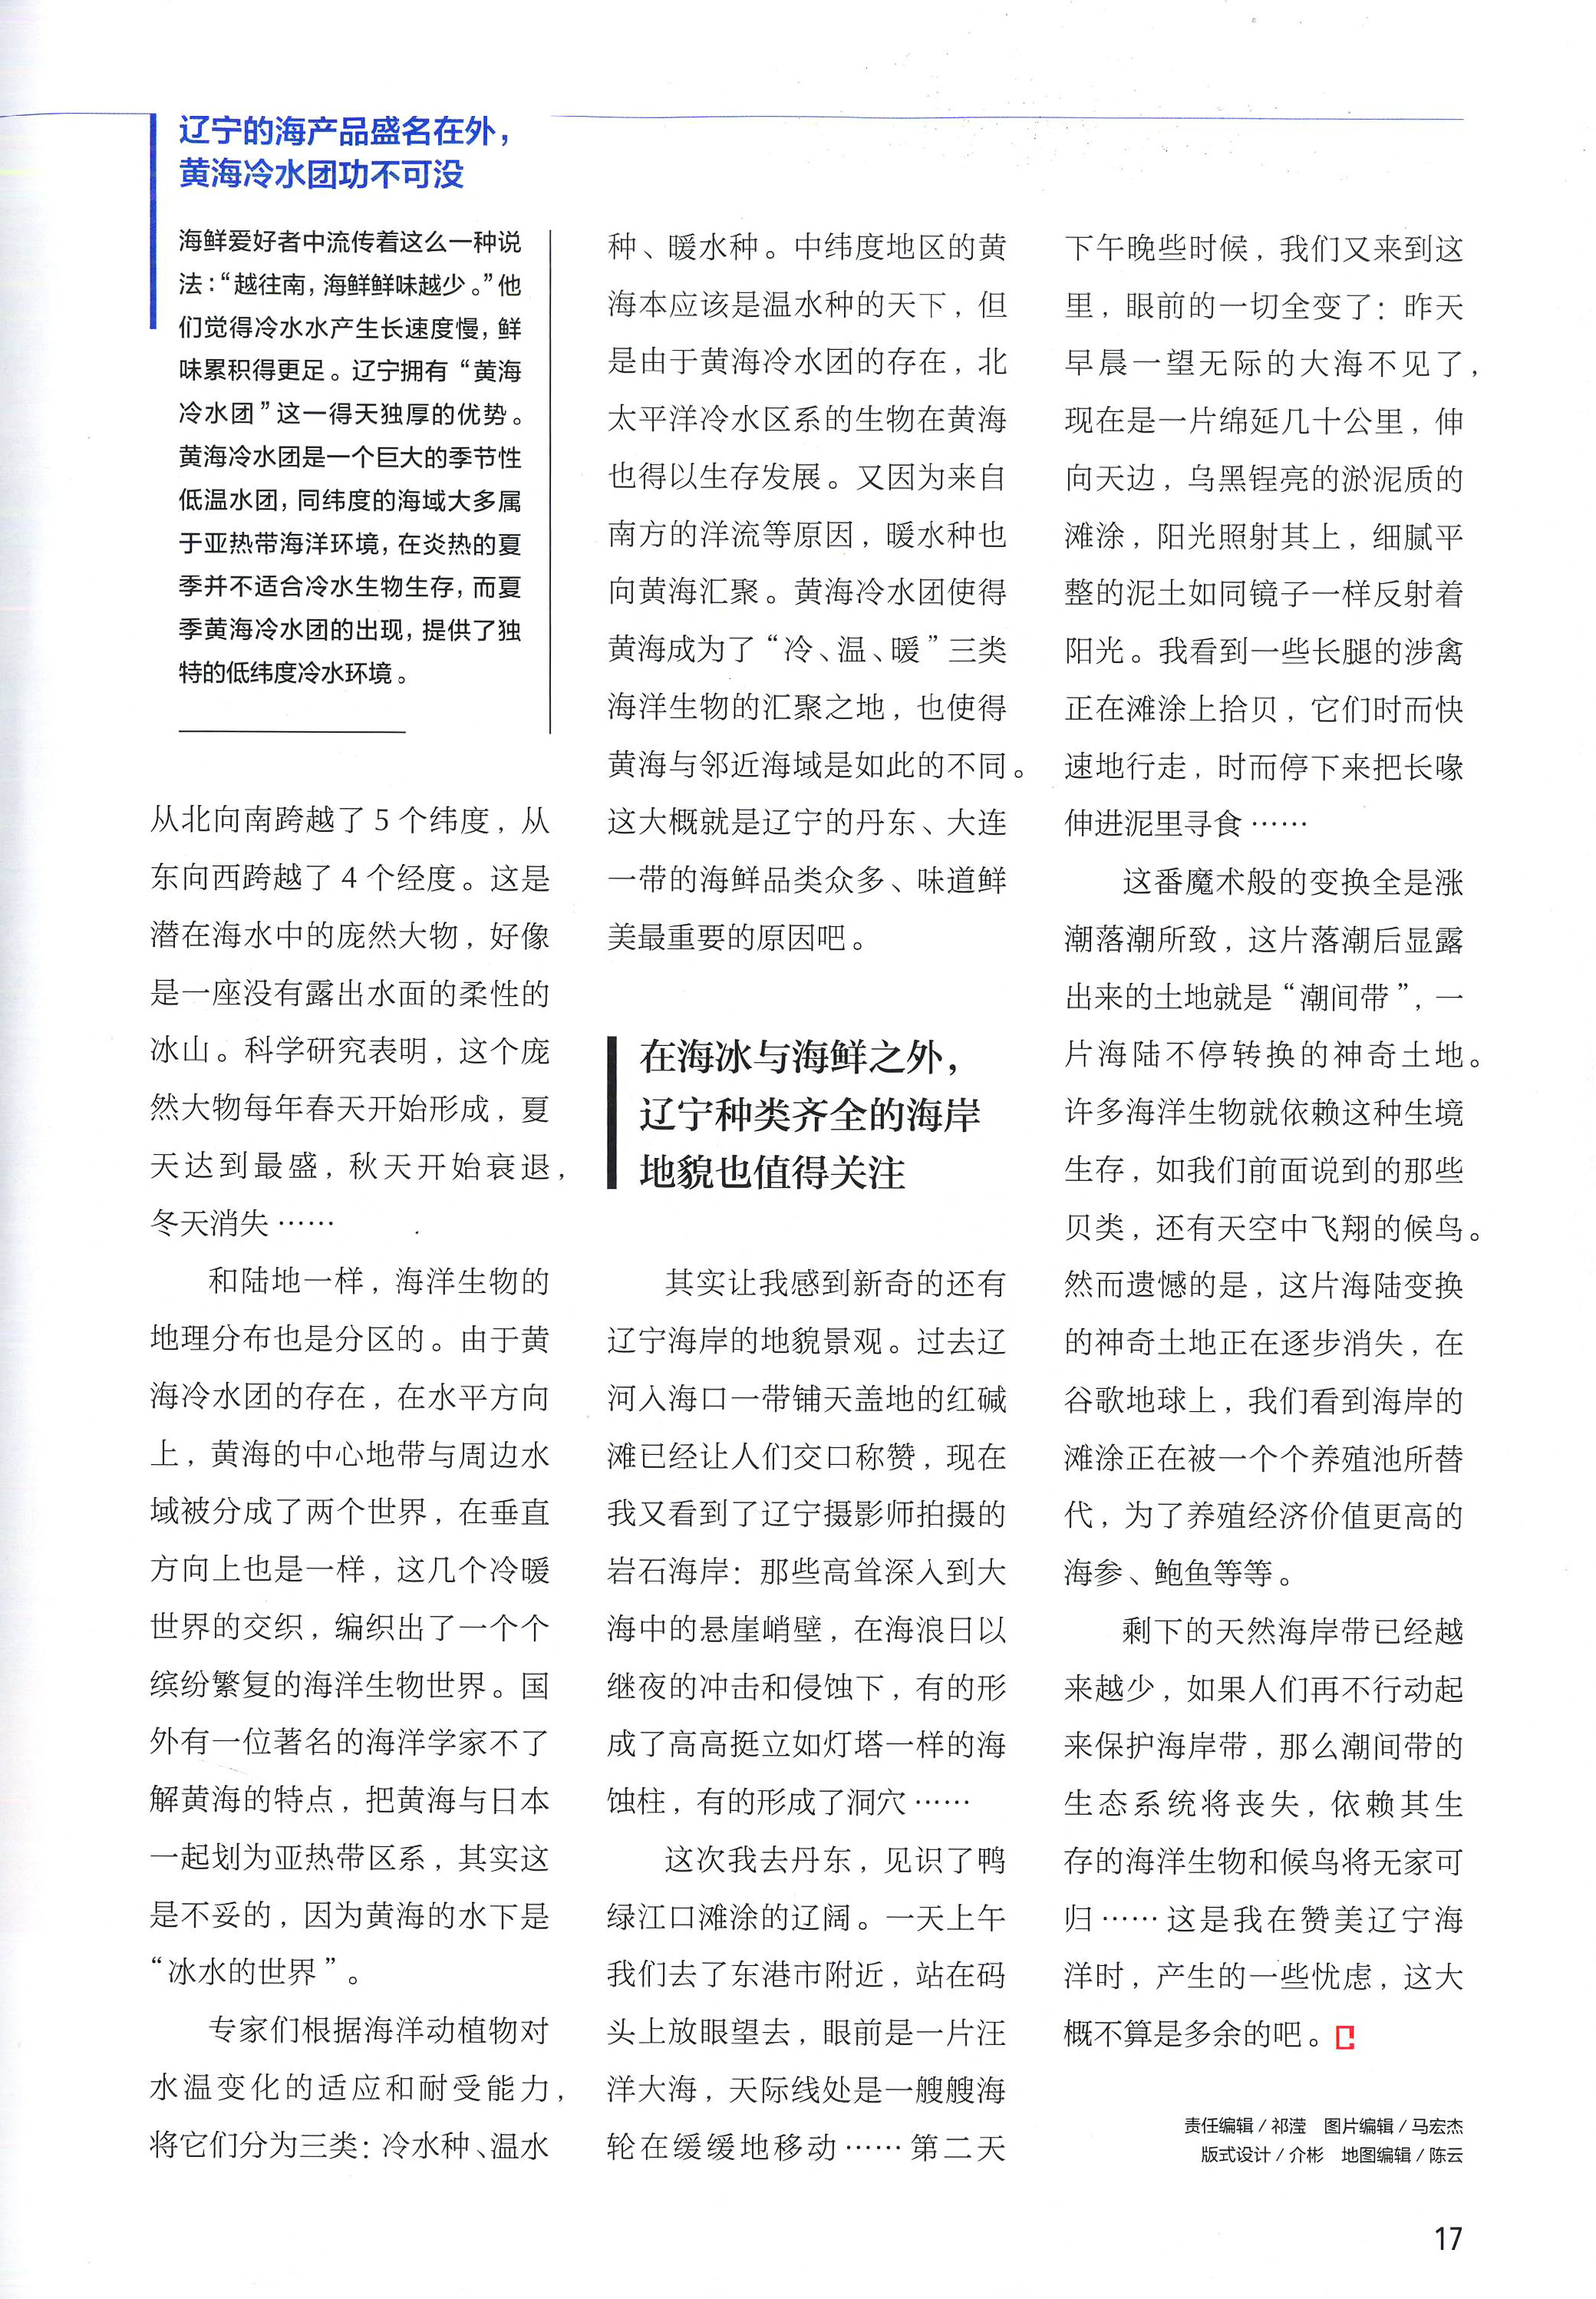 辽宁的海产品盛名在外，
黄海冷水团功不可没
海鲜爱好者中流传着这么一种说
法：“越往南，海鲜鲜味越少。”他
们觉得冷水水产生长速度慢，鲜
味累积得更足。辽宁拥有“黄海
冷水团”这一得天独厚的优势。
黄海冷水团是一个巨大的季节性
低温水团，同纬度的海域大多属
于亚热带海洋环境，在炎热的夏
季并不适合冷水生物生存，而夏
季黄海冷水团的出现，提供了独
特的低纬度冷水环境。
从北向南跨越了5个纬度，从
东向西跨越了4个经度。这是
潜在海水中的庞然大物，好像
是一座没有露出水面的柔性的
冰山。科学研究表明，这个庞
然大物每年春天开始形成，夏
天达到最盛，秋天开始衰退，
冬天消失……
和陆地一样，海洋生物的
地理分布也是分区的。由于黄
海冷水团的存在，在水平方向
上，黄海的中心地带与周边水
域被分成了两个世界，在垂直
方向上也是一样，这几个冷暖
世界的交织，编织出了一个个
缤纷繁复的海洋生物世界。国
外有一位著名的海洋学家不了
解黄海的特点，把黄海与日本
一起划为亚热带区系，其实这
是不妥的，因为黄海的水下是
“冰水的世界”。
专家们根据海洋动植物对
水温变化的适应和耐受能力，
将它们分为三类：冷水种、温水
种、暖水种。中纬度地区的黄
海本应该是温水种的天下，但
是由于黄海冷水团的存在，北
太平洋冷水区系的生物在黄海
也得以生存发展。又因为来自
南方的洋流等原因，暖水种也
向黄海汇聚。黄海冷水团使得
黄海成为了“冷、温、暖”三类
海洋生物的汇聚之地，也使得
黄海与邻近海域是如此的不同。
这大概就是辽宁的丹东、大连
一带的海鲜品类众多、味道鲜
美最重要的原因吧。
在海冰与海鲜之外，
辽宁种类齐全的海岸
地貌也值得关注
其实让我感到新奇的还有
辽宁海岸的地貌景观。过去辽
河入海口一带铺天盖地的红碱
滩已经让人们交口称赞，现在
我又看到了辽宁摄影师拍摄的
岩石海岸：那些高耸深入到大
海中的悬崖峭壁，在海浪日以
继夜的冲击和侵蚀下，有的形
成了高高挺立如灯塔一样的海
蚀柱，有的形成了洞穴……
这次我去丹东，见识了鸭
绿江口滩涂的辽阔。一天上午
我们去了东港市附近，站在码
头上放眼望去，眼前是一片汪
洋大海，天际线处是一艘艘海
轮在缓缓地移动……第二天
下午晚些时候，我们又来到这
里，眼前的一切全变了：昨天
早晨一望无际的大海不见了，
现在是一片绵延几十公里，伸
向天边，乌黑锃亮的淤泥质的
滩涂，阳光照射其上，细腻平
整的泥土如同镜子一样反射着
阳光。我看到一些长腿的涉禽
正在滩涂上拾贝，它们时而快
速地行走，时而停下来把长喙
伸进泥里寻食……
这番魔术般的变换全是涨
潮落潮所致，这片落潮后显露
出来的土地就是“潮间带”，一
片海陆不停转换的神奇土地。
许多海洋生物就依赖这种生境
生存，如我们前面说到的那些
贝类，还有天空中飞翔的候鸟。
然而遗憾的是，这片海陆变换
的神奇土地正在逐步消失，在
谷歌地球上，我们看到海岸的
滩涂正在被一个个养殖池所替
代，为了养殖经济价值更高的
海参、鲍鱼等等。
剩下的天然海岸带已经越
来越少，如果人们再不行动起
来保护海岸带，那么潮间带的
生态系统将丧失，依赖其生
存的海洋生物和候鸟将无家可
归……这是我在赞美辽宁海
洋时，产生的一些忧虑，这大
概不算是多余的吧。
责任编辑/祁滢 图片编辑/马宏杰
版式设计/介彬 地图编辑/陈云
17